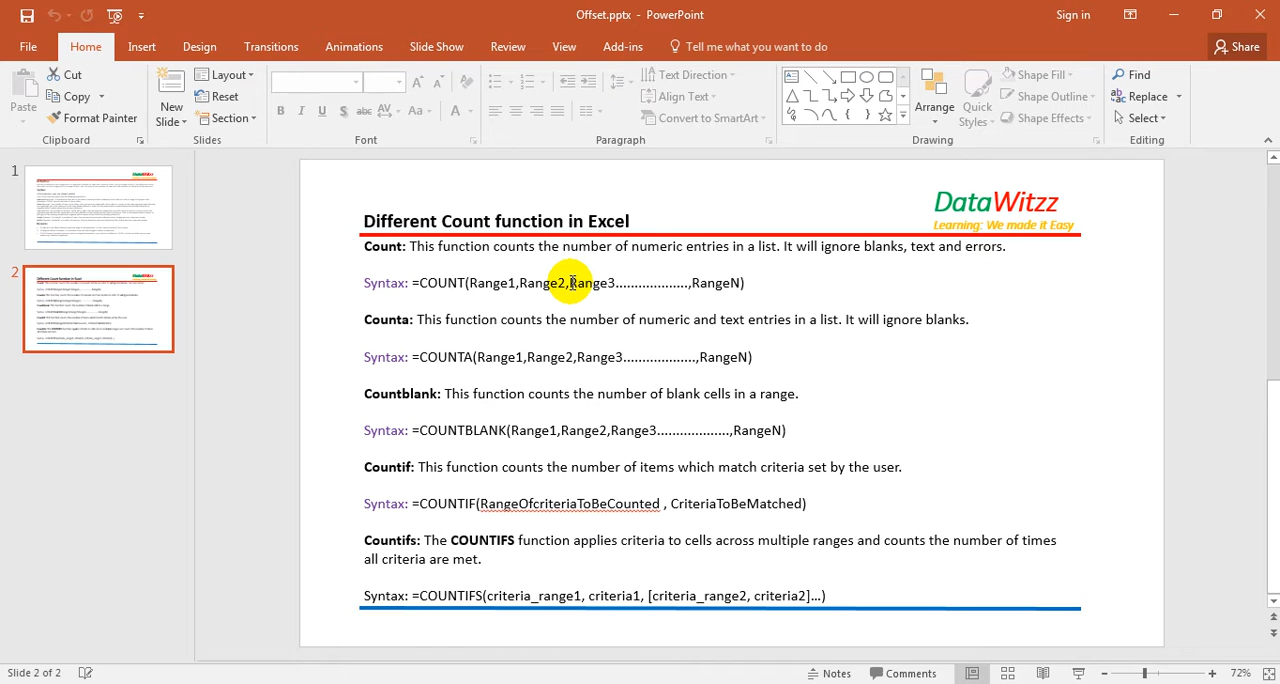 Offset.pptx - PowerPoint
Sign in
File Home Insert Design Transitions Animations Slide Show Review View Add-ins Tell me what you want to do Share
Paste
Cut
Copy
Format Painter
Clipboard
New Slide
Layout
Reset
Section
Slides
B I U S abc AV Aa A
Font
Text Direction
Align Text
Convert to SmartArt
Paragraph
Arrange
Quick Styles
Shape Fill
Shape Outline
Shape Effects
Drawing
Find
Replace
Select
Editing
1
2
DataWitzz
Learning: We made it Easy
Different Count function in Excel
Count: This function counts the number of numeric entries in a list. It will ignore blanks, text and errors.
Syntax: =COUNT(Range1,Range2,Range3...................,RangeN)
Counta: This function counts the number of numeric and text entries in a list. It will ignore blanks.
Syntax: =COUNTA(Range1,Range2,Range3...................,RangeN)
Countblank: This function counts the number of blank cells in a range.
Syntax: =COUNTBLANK(Range1,Range2,Range3...................,RangeN)
Countif: This function counts the number of items which match criteria set by the user.
Syntax: =COUNTIF(RangeOfcriteriaToBeCounted , CriteriaToBeMatched)
Countifs: The COUNTIFS function applies criteria to cells across multiple ranges and counts the number of times
all criteria are met.
Syntax: =COUNTIFS(criteria_range1, criteria1, [criteria_range2, criteria2]…)
Slide 2 of 2
Notes
Comments
72%